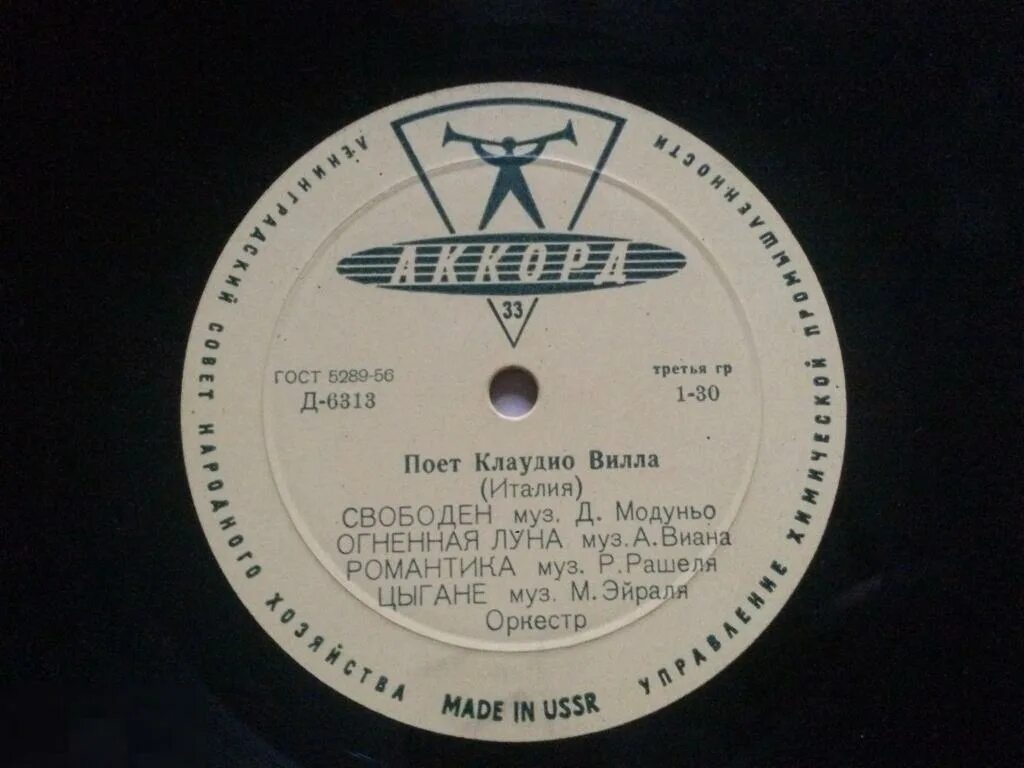 ЛЕНИНГРАДСКИЙ СОВЕТ НАРОДНОГО ХОЗЯЙСТВА
УПРАВЛЕНИЕ ХИМИЧЕСКОЙ ПРОМЫШЛЕННОСТИ
АККОРД
33
ГОСТ 5289-56
Д-6313
третья гр
1-30
Поет Клаудио Вилла
(Италия)
СВОБОДЕН муз. Д. Модуньо
ОГНЕННАЯ ЛУНА муз. А. Виана
РОМАНТИКА муз. Р. Рашеля
ЦЫГАНЕ муз. М. Эйраля
Оркестр
MADE IN USSR